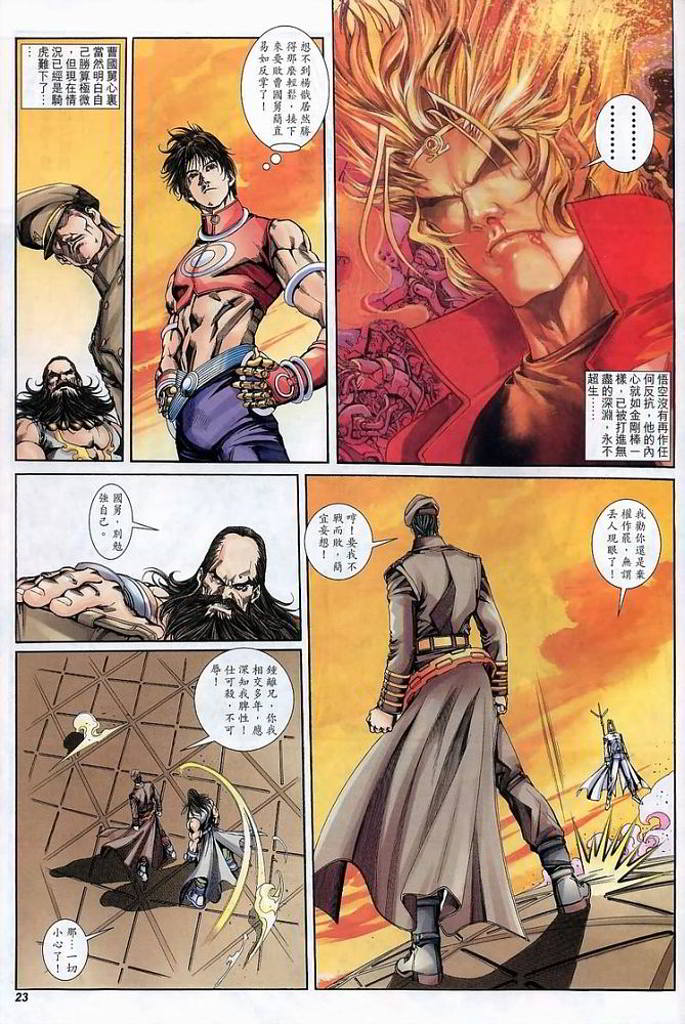 …………
悟空沒有再作任
何反抗，他的內
心就如金剛棒一
樣，已被打進無
盡的深淵，永不
超生……
想不到楊戩居然勝
得那麼輕鬆，接下
來要敗曹國舅簡直
易如反掌了！
曹國舅心裏
當然明白自
己勝算極微
，但現在情
況已經是騎
虎難下了…
…
國舅，別勉
強自己。
鍾離兄，你我
相交多年，應
深知我脾性！
仕可殺，不可
辱！
那…一切
小心了！
我勸你還是棄
權作罷，無謂
丟人現眼了！
哼！要我不
戰而敗，簡
直妄想！
23